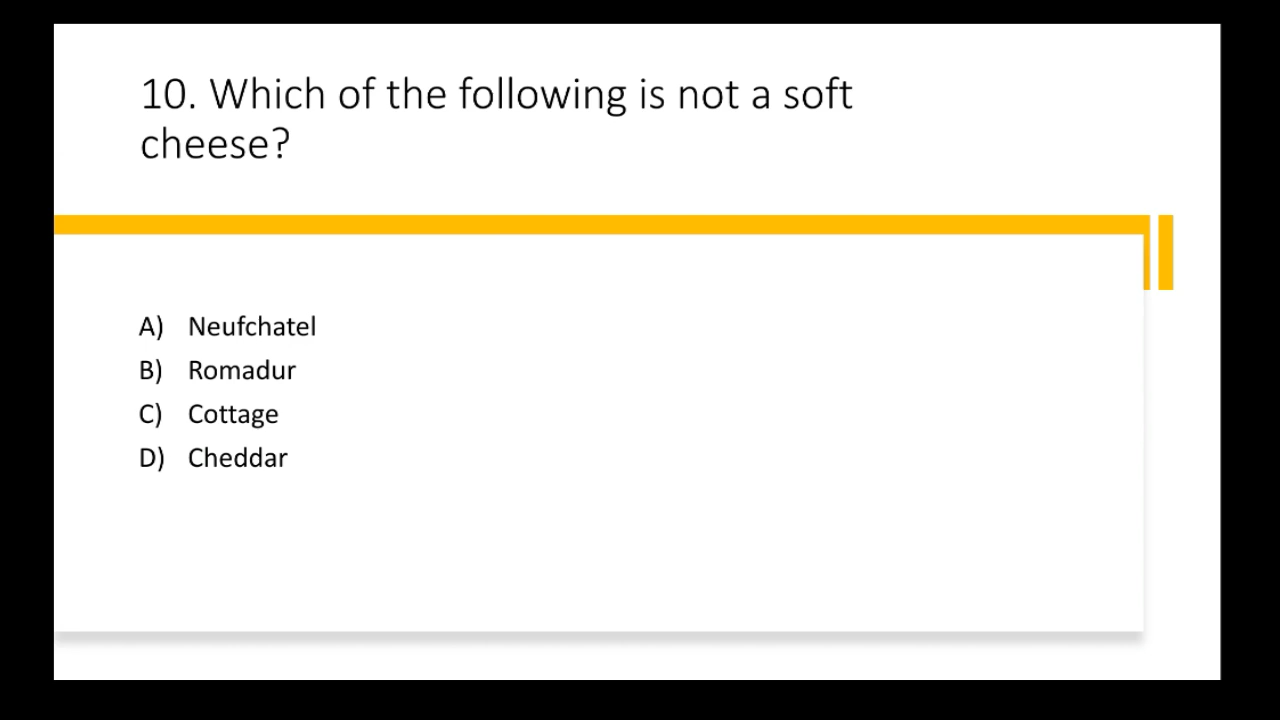 10. Which of the following is not a soft
cheese?
A) Neufchatel
B) Romadur
C) Cottage
D) Cheddar